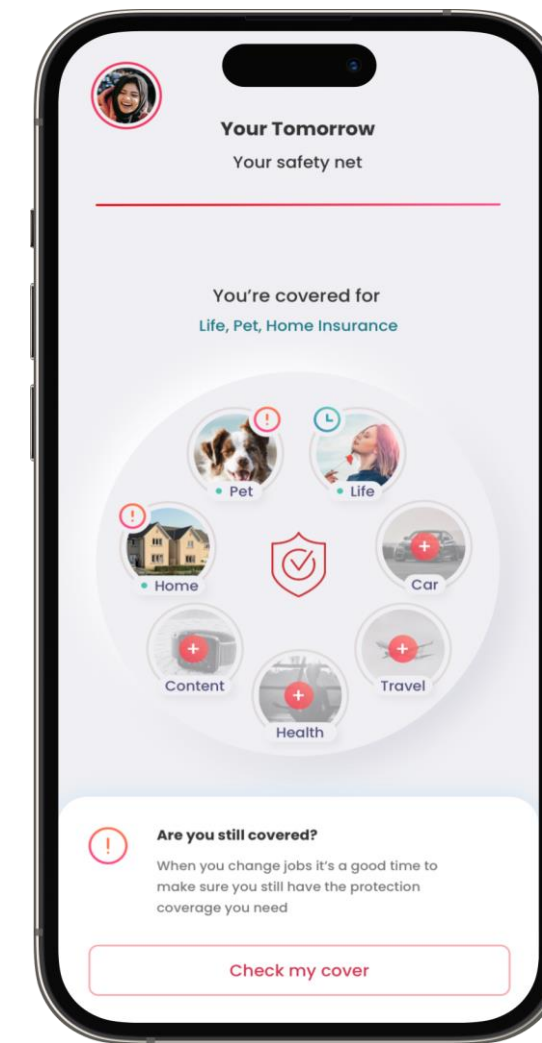 Your Tomorrow
Your safety net
You're covered for
Life, Pet, Home Insurance
Pet
Life
Home
Car
Content
Travel
Health
Are you still covered?
When you change jobs it's a good time to
make sure you still have the protection
coverage you need
Check my cover